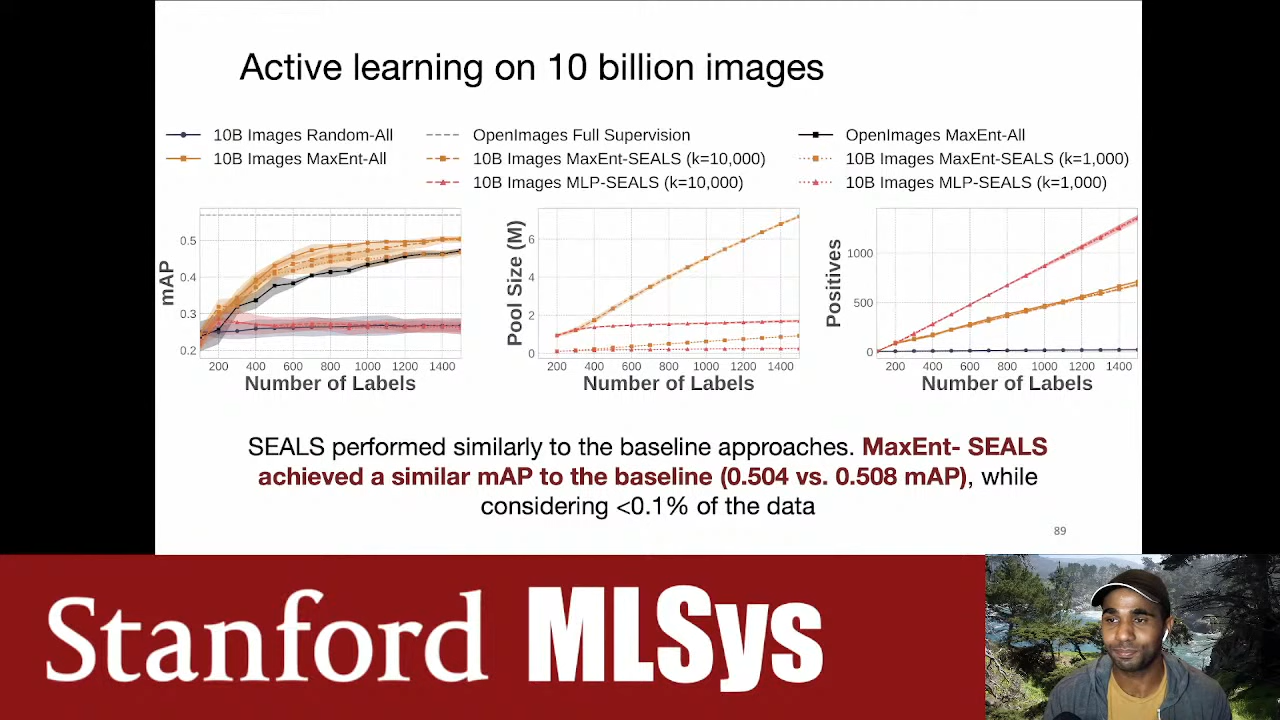 Active learning on 10 billion images
10B Images Random-All
OpenImages Full Supervision
OpenImages MaxEnt-All
10B Images MaxEnt-All
10B Images MaxEnt-SEALS (k=10,000)
10B Images MaxEnt-SEALS (k=1,000)
10B Images MLP-SEALS (k=10,000)
10B Images MLP-SEALS (k=1,000)
mAP
0.5
0.4
0.3
0.2
200 400 600 800 1000 1200 1400
Number of Labels
Pool Size (M)
6
4
2
0
200 400 600 800 1000 1200 1400
Number of Labels
Positives
1000
500
0
200 400 600 800 1000 1200 1400
Number of Labels
SEALS performed similarly to the baseline approaches. MaxEnt- SEALS
achieved a similar mAP to the baseline (0.504 vs. 0.508 mAP), while
considering <0.1% of the data
89
Stanford MLSys